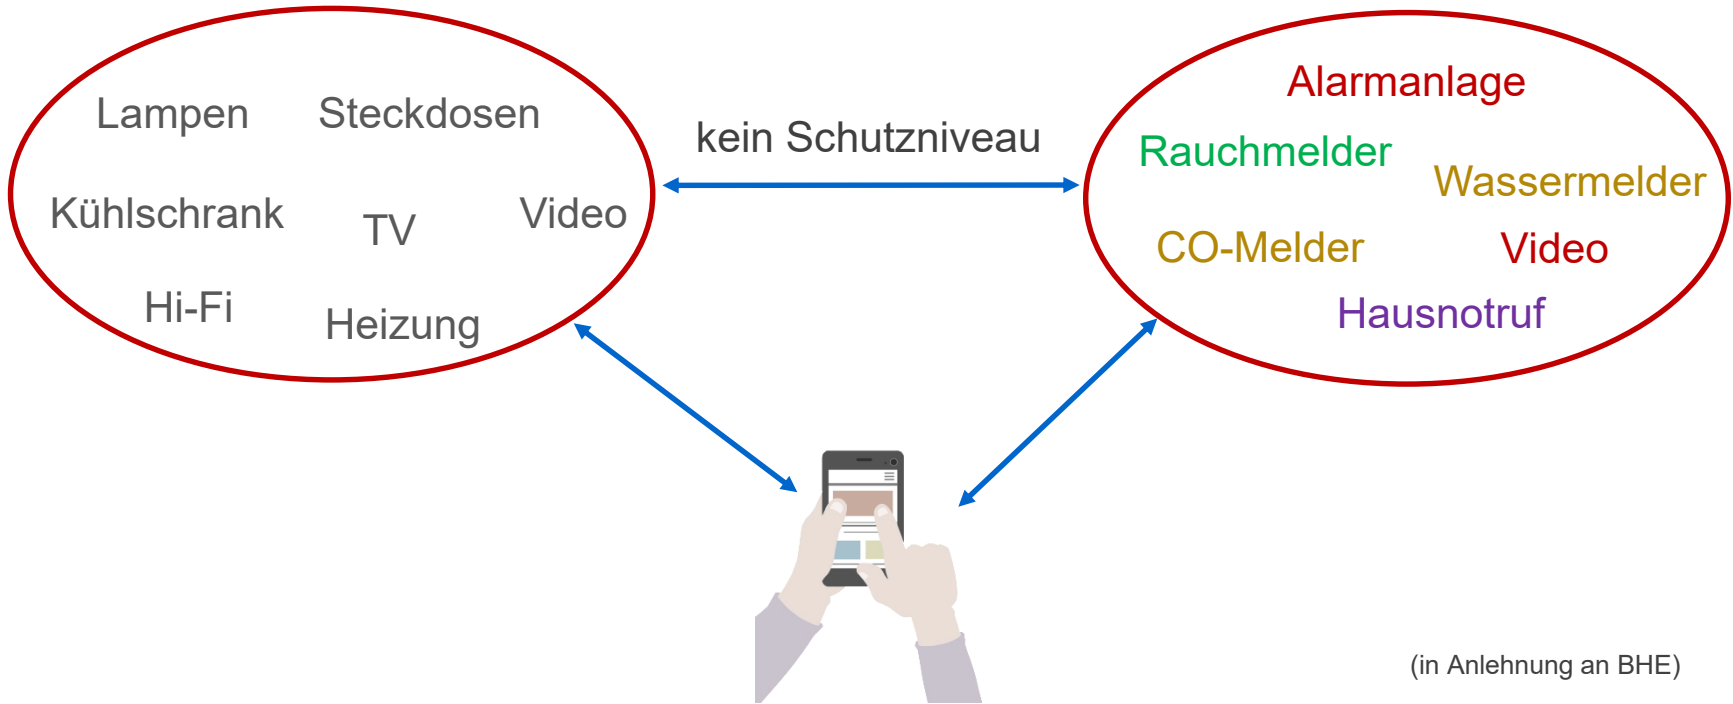 Lampen
Steckdosen
Kühlschrank
TV
Video
Hi-Fi
Heizung
kein Schutzniveau
Alarmanlage
Rauchmelder
Wassermelder
CO-Melder
Video
Hausnotruf
(in Anlehnung an BHE)